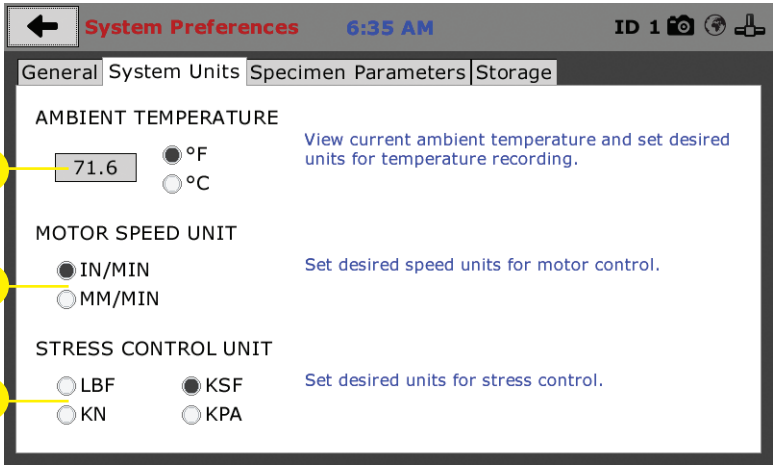 System Preferences 6:35 AM ID 1
General System Units Specimen Parameters Storage
AMBIENT TEMPERATURE
71.6
°F
°C
View current ambient temperature and set desired
units for temperature recording.
MOTOR SPEED UNIT
IN/MIN
MM/MIN
Set desired speed units for motor control.
STRESS CONTROL UNIT
LBF KSF
KN KPA
Set desired units for stress control.